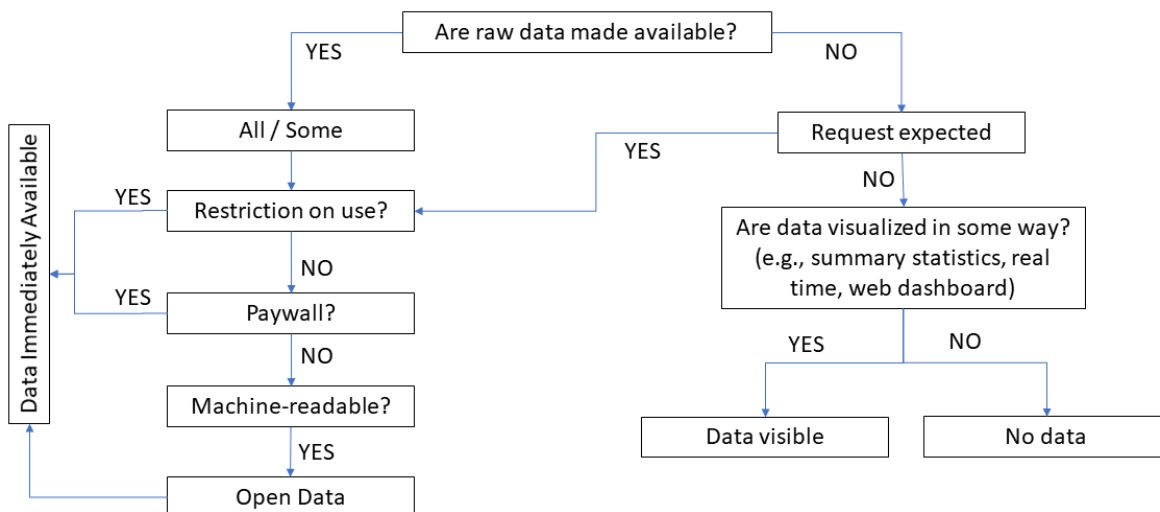 Are raw data made available?
YES
NO
All / Some
Request expected
YES
NO
Data Immediately Available
YES
Restriction on use?
Are data visualized in some way?
(e.g., summary statistics, real
time, web dashboard)
NO
YES
Paywall?
NO
YES
NO
Machine-readable?
Data visible
No data
YES
Open Data